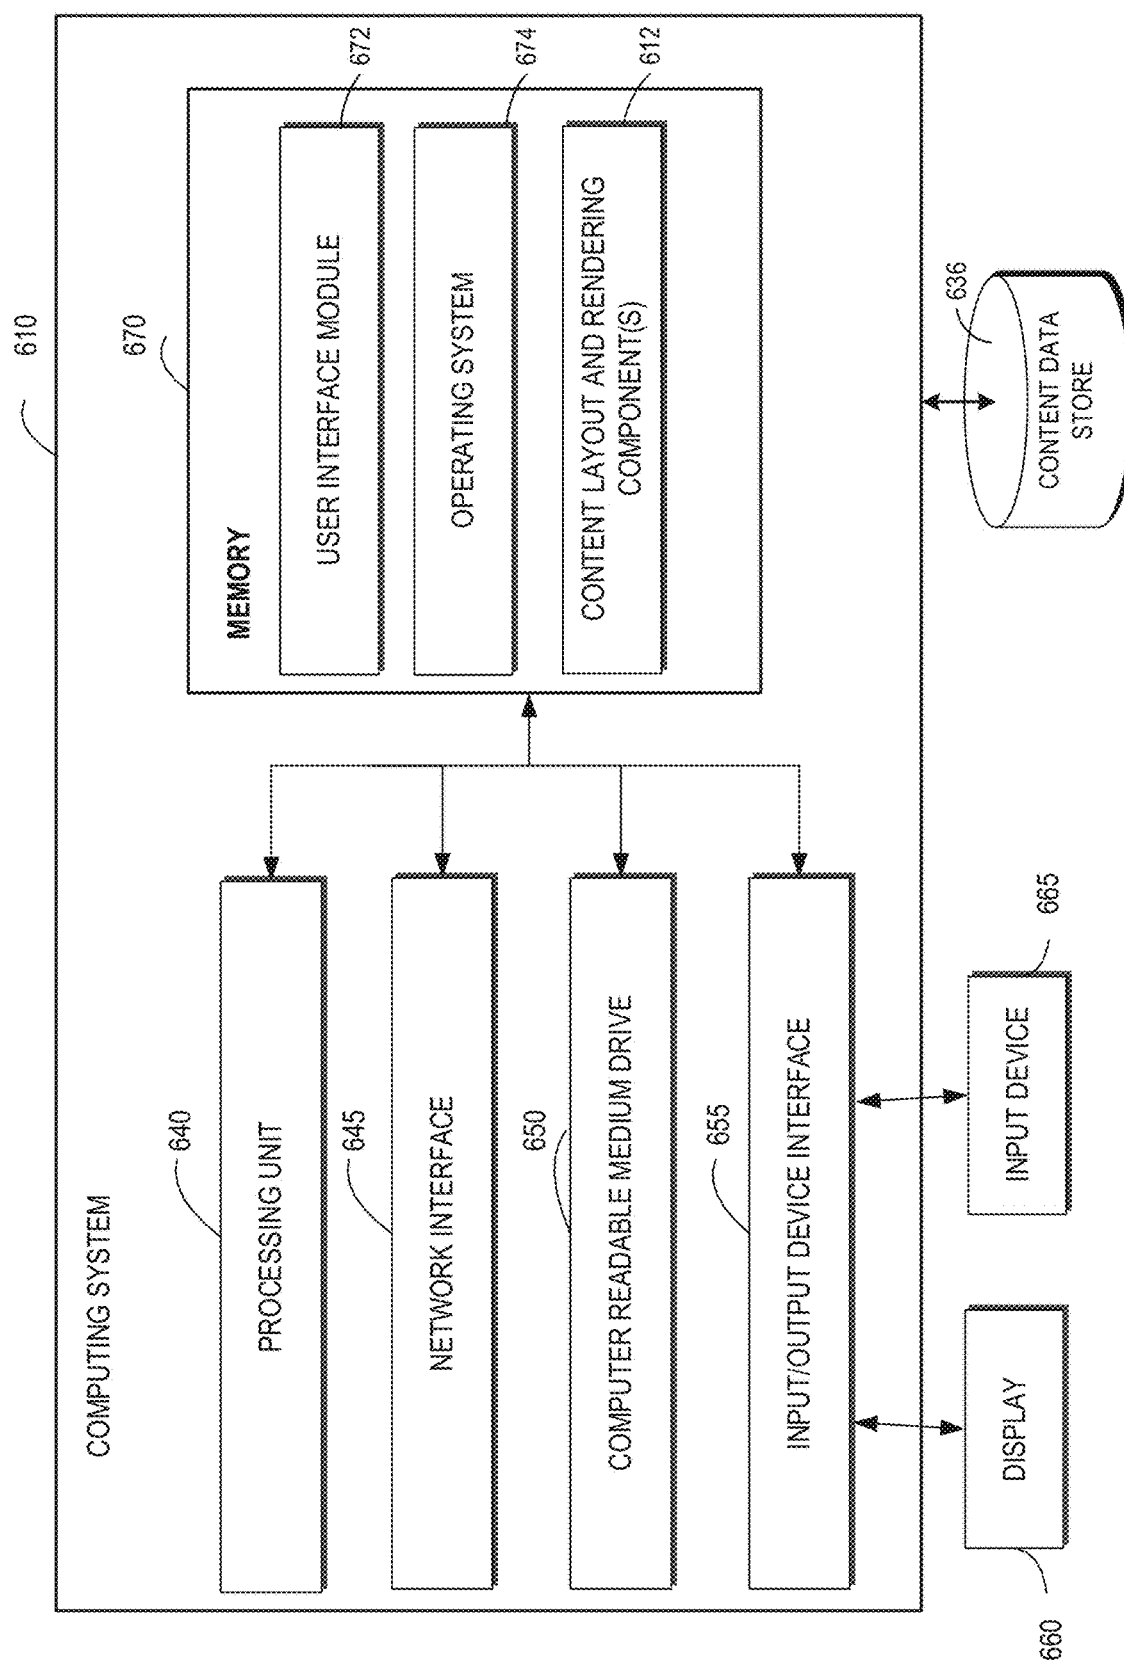 610
COMPUTING SYSTEM
640
PROCESSING UNIT
645
NETWORK INTERFACE
650
COMPUTER READABLE MEDIUM DRIVE
655
INPUT/OUTPUT DEVICE INTERFACE
670
MEMORY
USER INTERFACE MODULE
672
OPERATING SYSTEM
674
CONTENT LAYOUT AND RENDERING
COMPONENT(S)
612
DISPLAY
660
INPUT DEVICE
665
636
CONTENT DATA
STORE